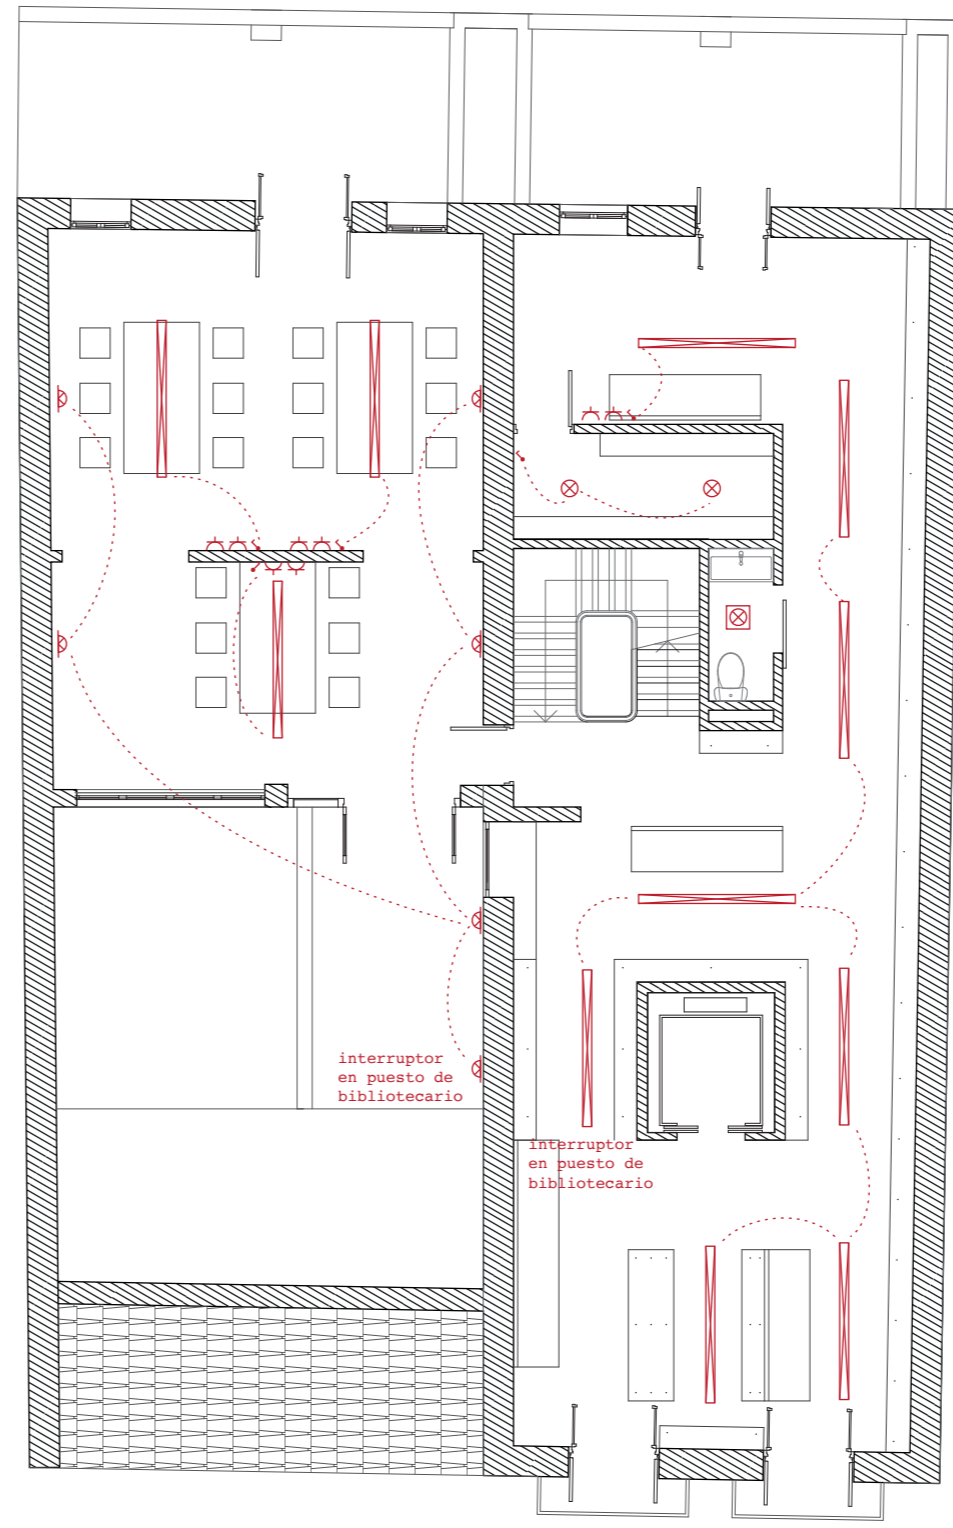 interruptor
en puesto de
bibliotecario
interruptor
en puesto de
bibliotecario